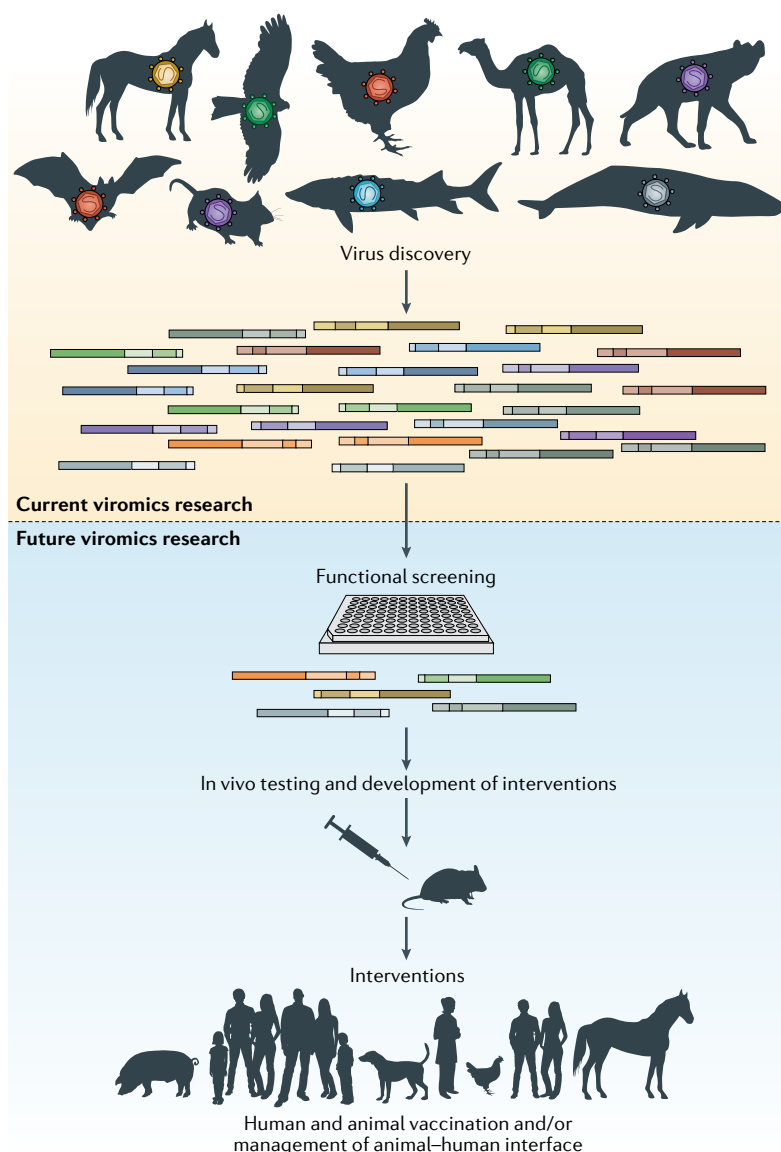 Virus discovery
Current viromics research
Future viromics research
Functional screening
In vivo testing and development of interventions
Interventions
Human and animal vaccination and/or
management of animal–human interface